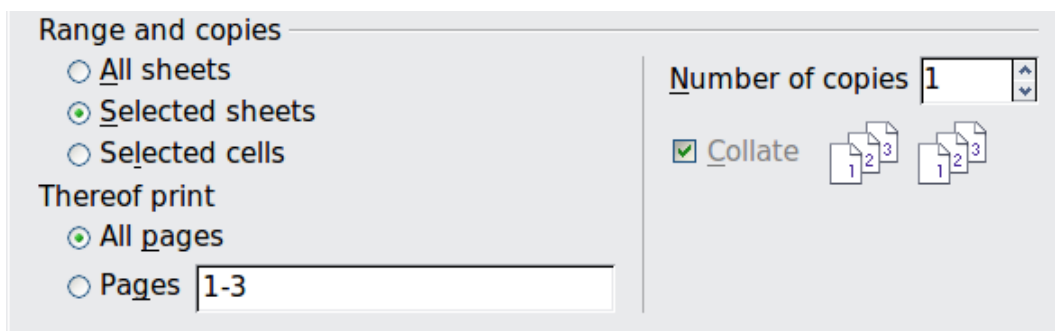 Range and copies
All sheets
Selected sheets
Selected cells
Thereof print
All pages
Pages 1-3
Number of copies 1
Collate 1 2 3 1 2 3